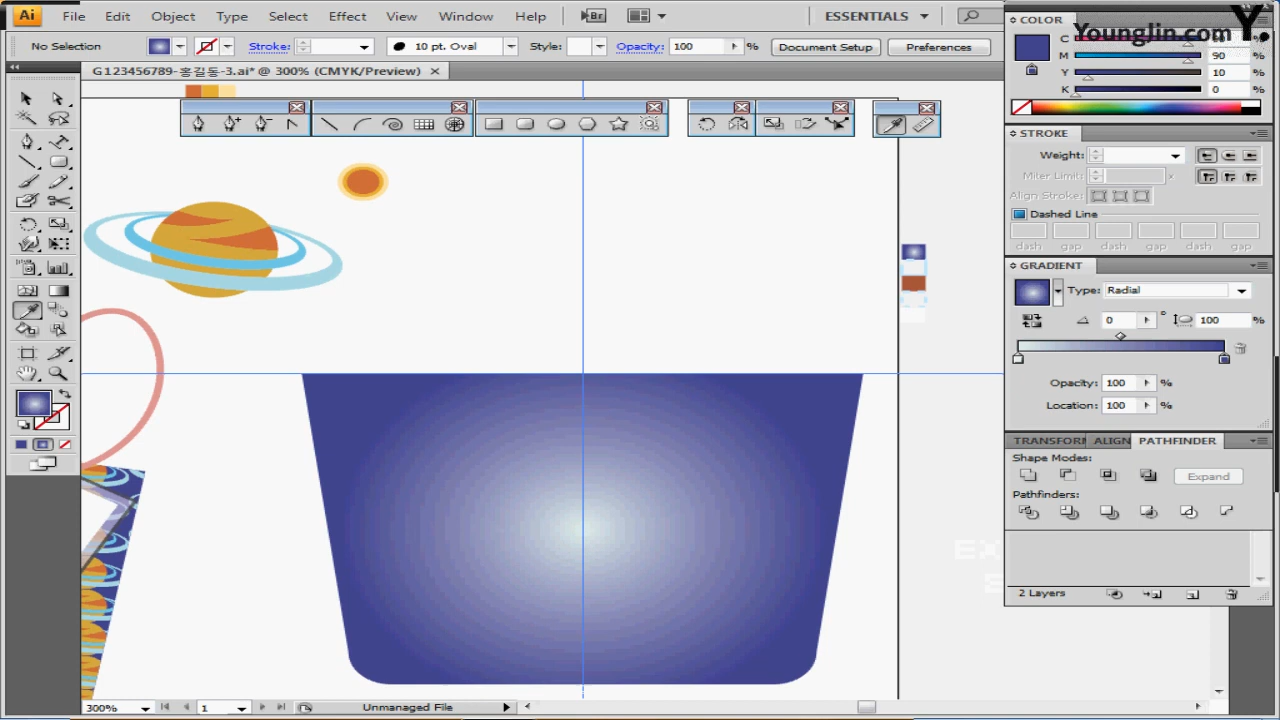 Ai File Edit Object Type Select Effect View Window Help Br ESSENTIALS
No Selection Stroke: 10 pt. Oval Style: Opacity: 100 % Document Setup Preferences
G123456789-홍길동-3.ai* @ 300% (CMYK/Preview)
Younglin.com Y.
COLOR
C %
M 90 %
Y 10 %
K 0 %
STROKE
Weight:
Miter Limit: x
Align Stroke:
Dashed Line
dash gap dash gap dash gap
GRADIENT
Type: Radial
0 ° 100 %
Opacity: 100 %
Location: 100 %
TRANSFORM ALIGN PATHFINDER
Shape Modes:
Expand
Pathfinders:
2 Layers
300% 1 Unmanaged File